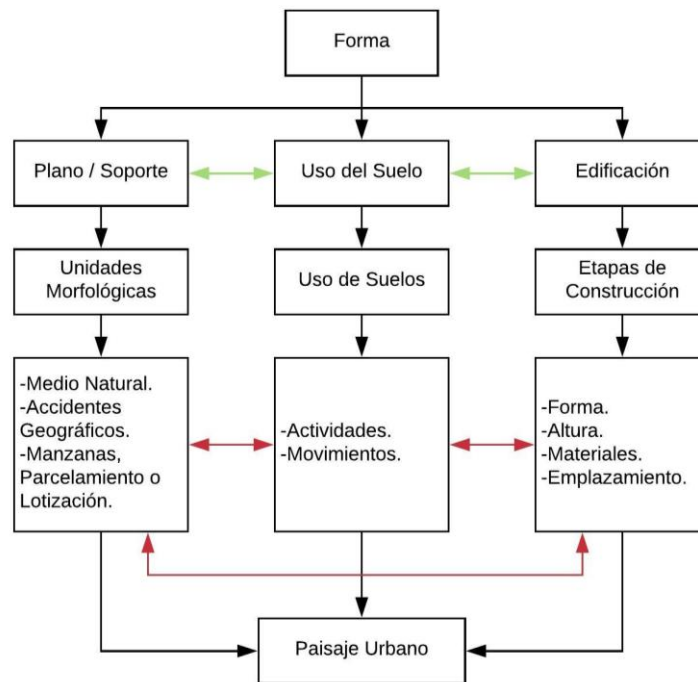 Forma
Plano / Soporte
Uso del Suelo
Edificación
Unidades
Morfológicas
Uso de Suelos
Etapas de
Construcción
-Medio Natural.
-Accidentes
Geográficos.
-Manzanas,
Parcelamiento o
Lotización.
-Actividades.
-Movimientos.
-Forma.
-Altura.
-Materiales.
-Emplazamiento.
Paisaje Urbano